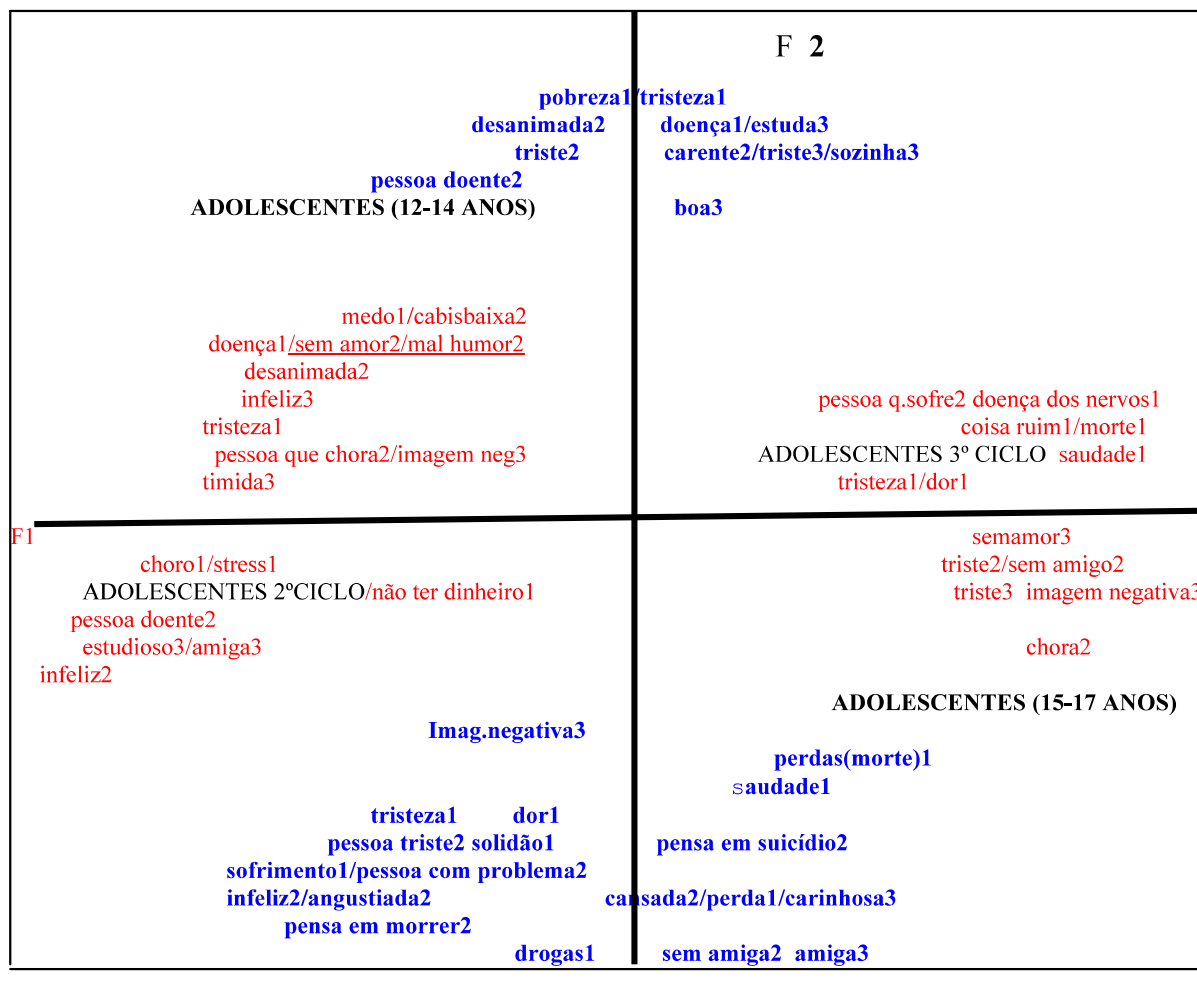 F 2
pobreza1/tristeza1
desanimada2 doença1/estuda3
triste2 carente2/triste3/sozinha3
pessoa doente2
ADOLESCENTES (12-14 ANOS) boa3
medo1/cabisbaixa2
doença1/sem amor2/mal humor2
desanimada2
infeliz3 pessoa q.sofre2 doença dos nervos1
tristeza1 coisa ruim1/morte1
pessoa que chora2/imagem neg3 ADOLESCENTES 3º CICLO saudade1
timida3 tristeza1/dor1
F1 semamor3
choro1/stress1 triste2/sem amigo2
ADOLESCENTES 2ºCICLO/não ter dinheiro1 triste3 imagem negativa3
pessoa doente2
estudioso3/amiga3 chora2
infeliz2
ADOLESCENTES (15-17 ANOS)
Imag.negativa3
perdas(morte)1
saudade1
tristeza1 dor1
pessoa triste2 solidão1 pensa em suicídio2
sofrimento1/pessoa com problema2
infeliz2/angustiada2 cansada2/perda1/carinhosa3
pensa em morrer2
drogas1 sem amiga2 amiga3